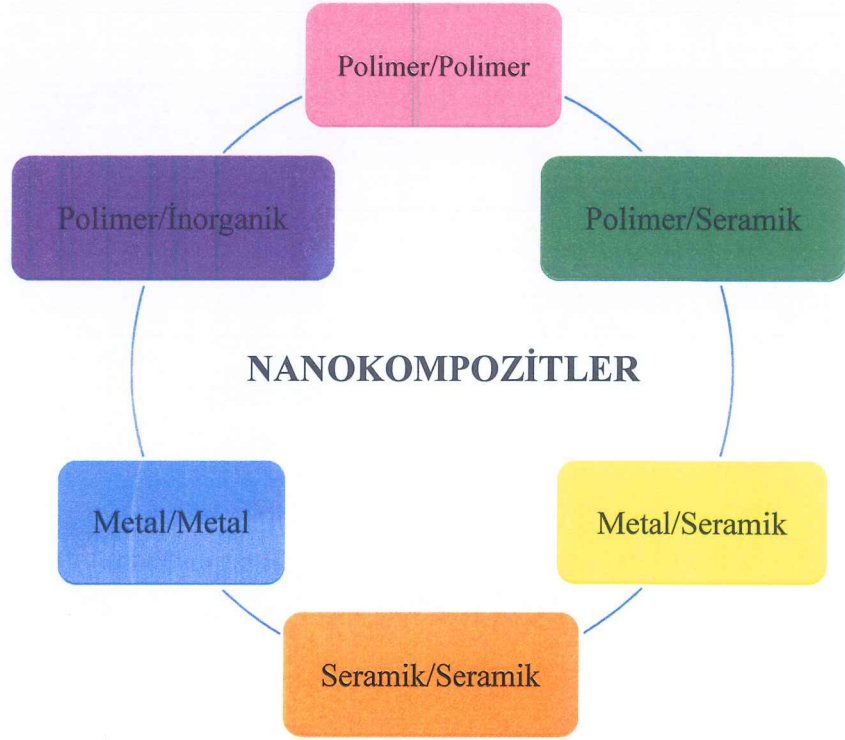 Polimer/Polimer
Polimer/İnorganik
Polimer/Seramik
NANOKOMPOZİTLER
Metal/Metal
Metal/Seramik
Seramik/Seramik